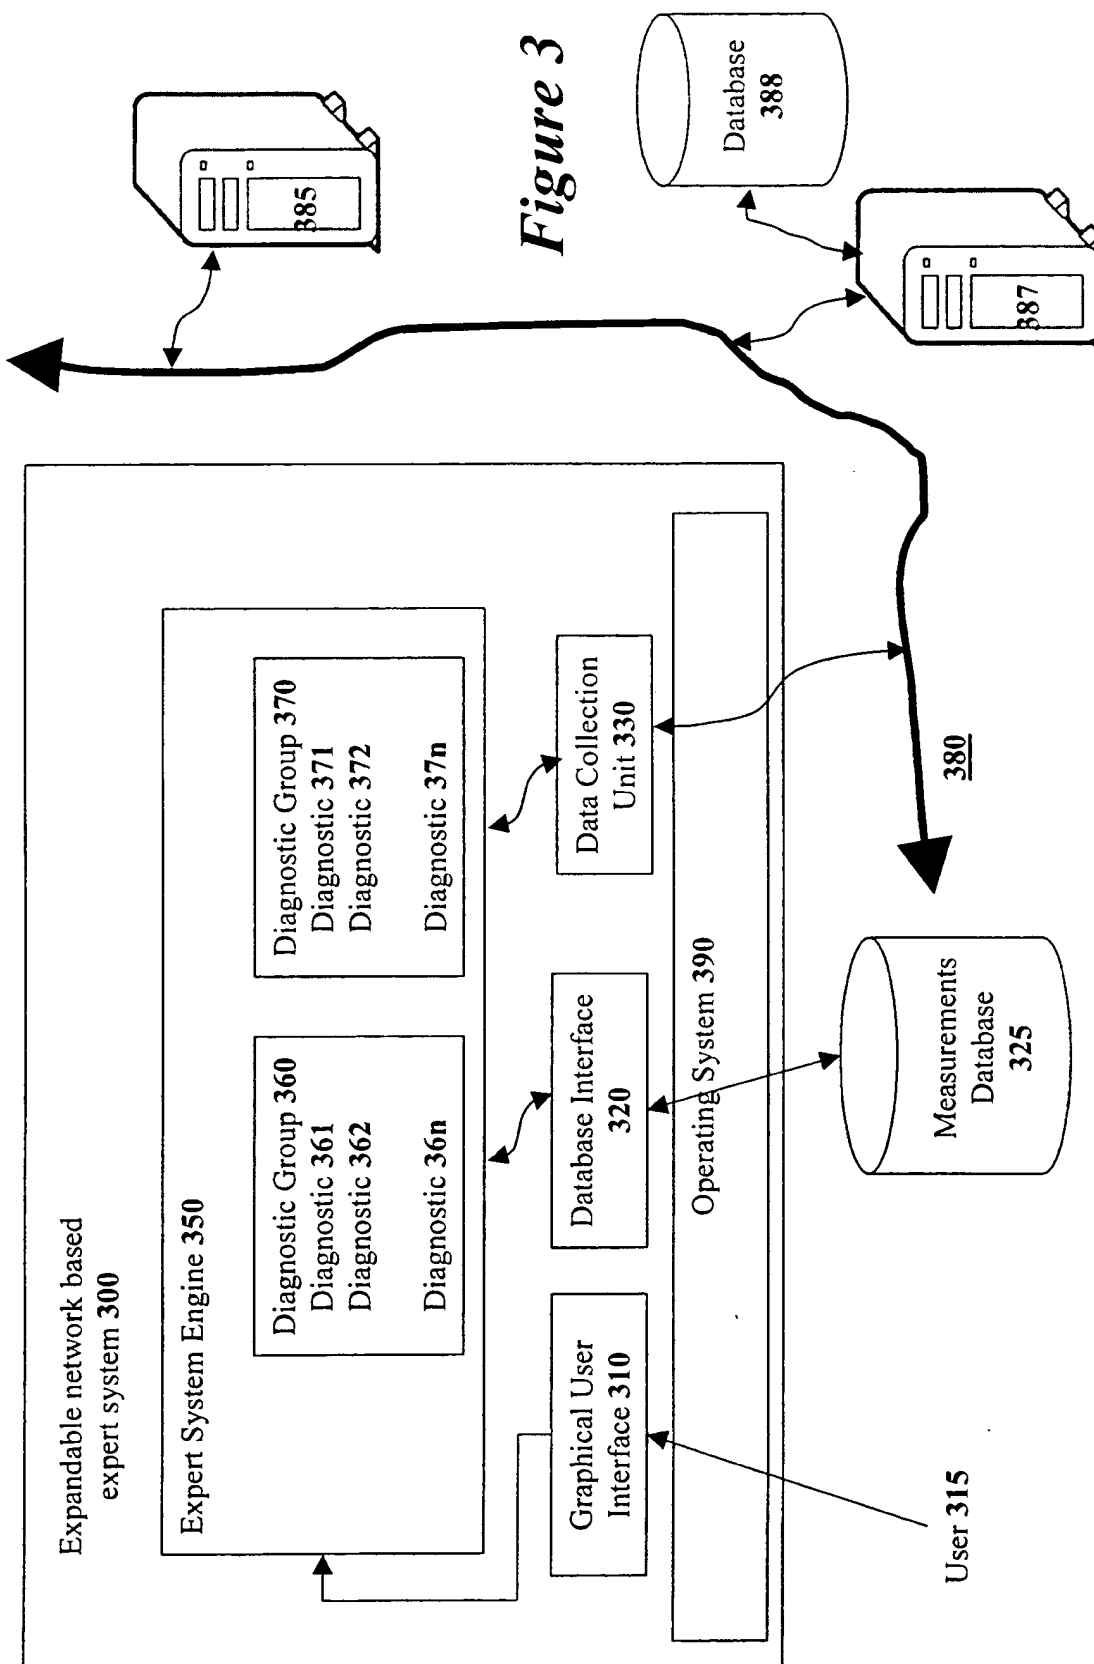 Expandable network based
expert system 300
Expert System Engine 350
Diagnostic Group 360
Diagnostic 361
Diagnostic 362
Diagnostic 36n
Diagnostic Group 370
Diagnostic 371
Diagnostic 372
Diagnostic 37n
Graphical User
Interface 310
Database Interface
320
Data Collection
Unit 330
Operating System 390
User 315
Measurements
Database
325
380
385
Figure 3
Database
388
387